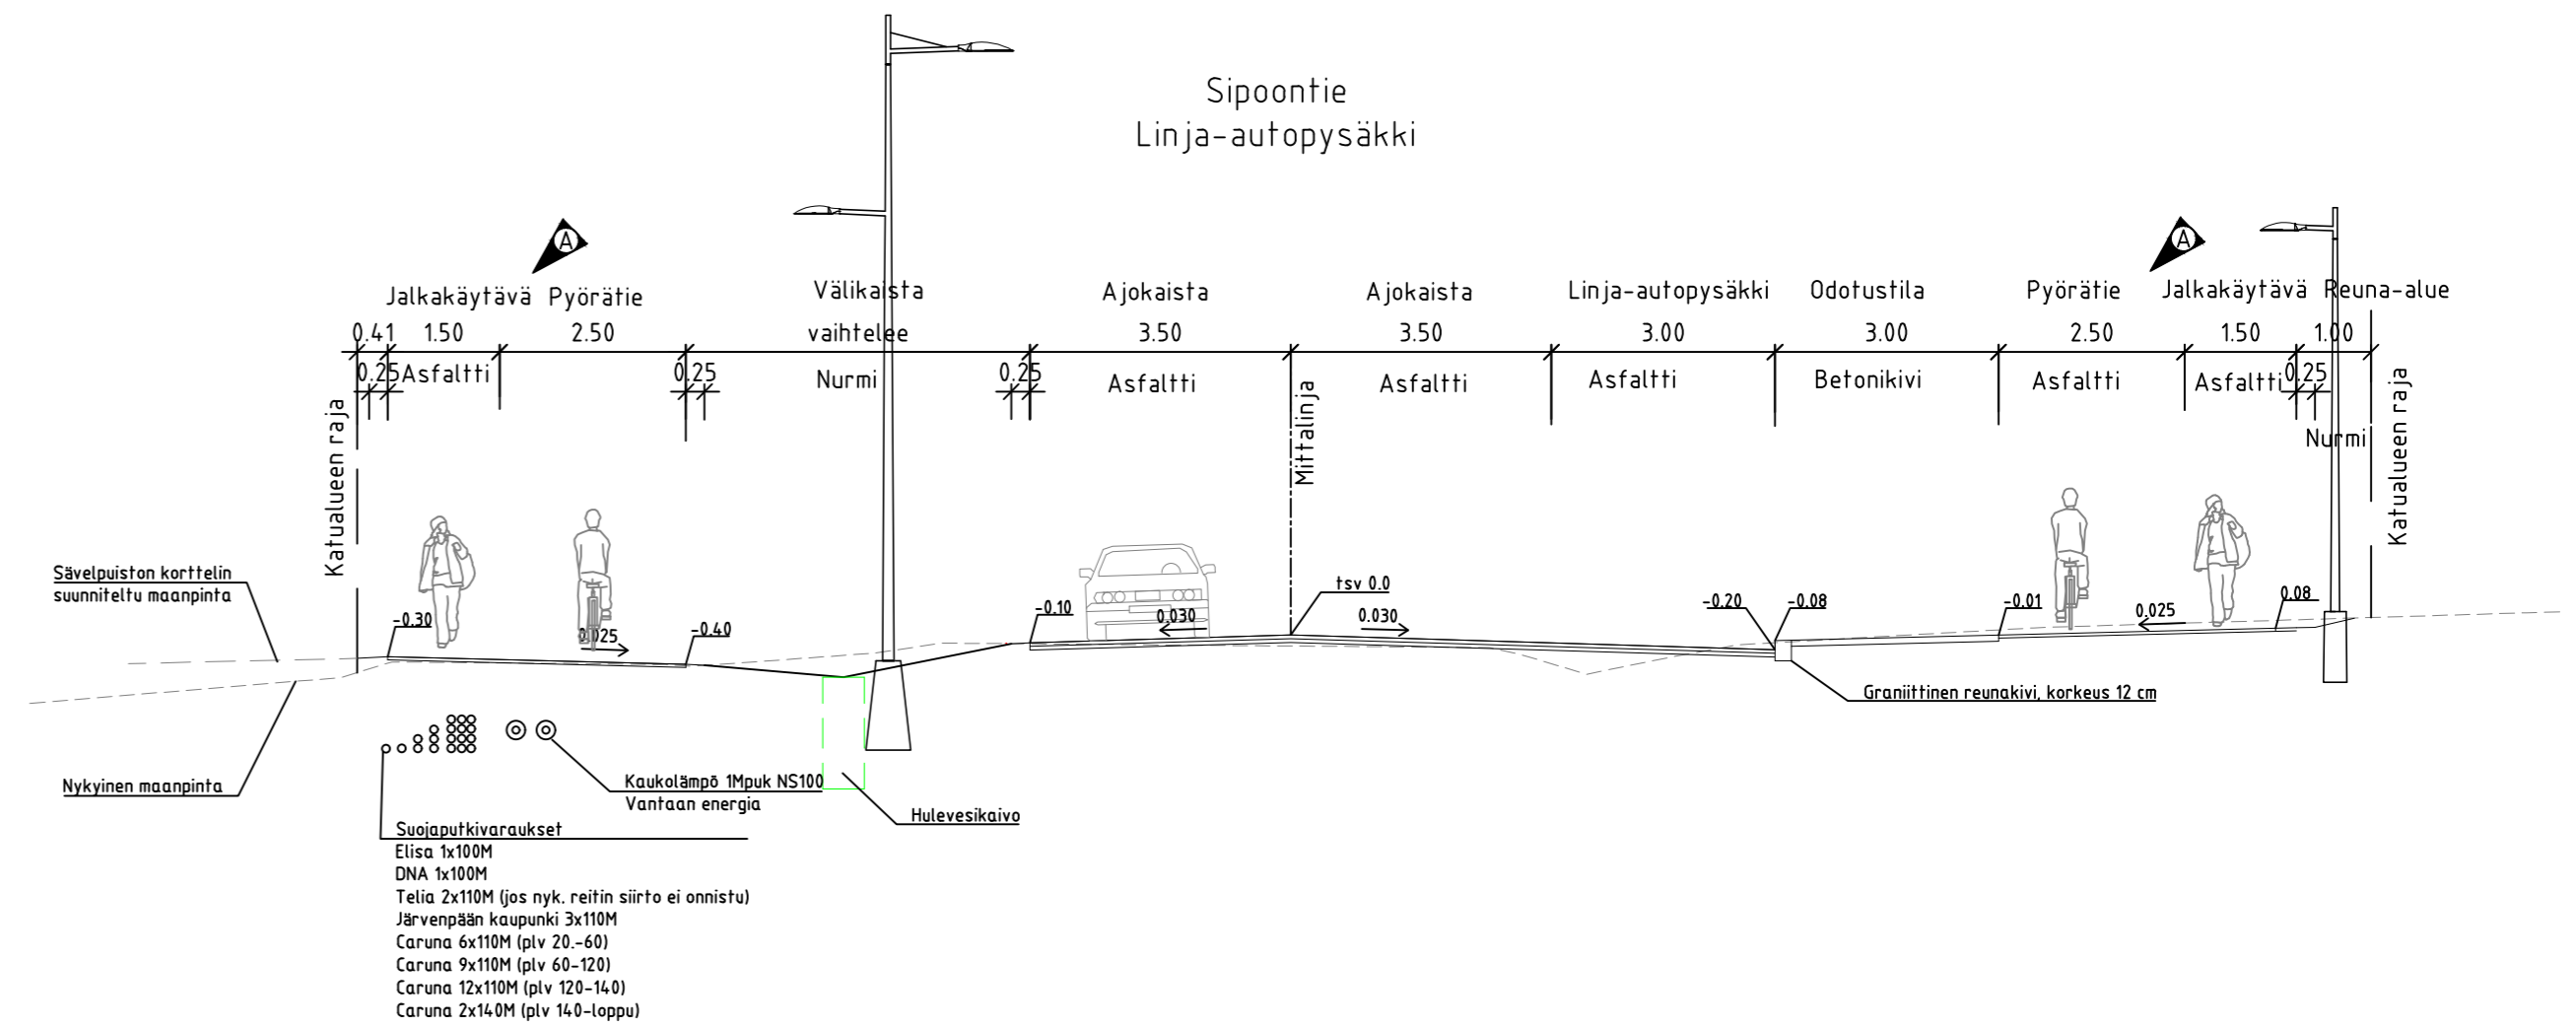 Sipoontie
Linja-autopysäkki
A
A
Jalkakäytävä Pyörätie Välikaista Ajokaista Ajokaista Linja-autopysäkki Odotustila Pyörätie Jalkakäytävä Reuna-alue
0.41 1.50 2.50 vaihtelee 3.50 3.50 3.00 3.00 2.50 1.50 1.00
0.25 Asfaltti 0.25 Nurmi 0.25 Asfaltti Asfaltti Asfaltti Betonikivi Asfaltti Asfaltti 0.25
Nurmi
Katualueen raja
Mittalinja
Katualueen raja
Sävelpuiston korttelin
suunniteltu maanpinta
-0.30
0.025
-0.40
-0.10
0.030
tsv 0.0
0.030
-0.20
-0.08
-0.01
0.025
0.08
Graniittinen reunakivi, korkeus 12 cm
Nykyinen maanpinta
Kaukolämpö 1Mpuk NS100
Vantaan energia
Hulevesikaivo
Suojaputkivaraukset
Elisa 1x100M
DNA 1x100M
Telia 2x110M (jos nyk. reitin siirto ei onnistu)
Järvenpään kaupunki 3x110M
Caruna 6x110M (plv 20.-60)
Caruna 9x110M (plv 60-120)
Caruna 12x110M (plv 120-140)
Caruna 2x140M (plv 140-loppu)